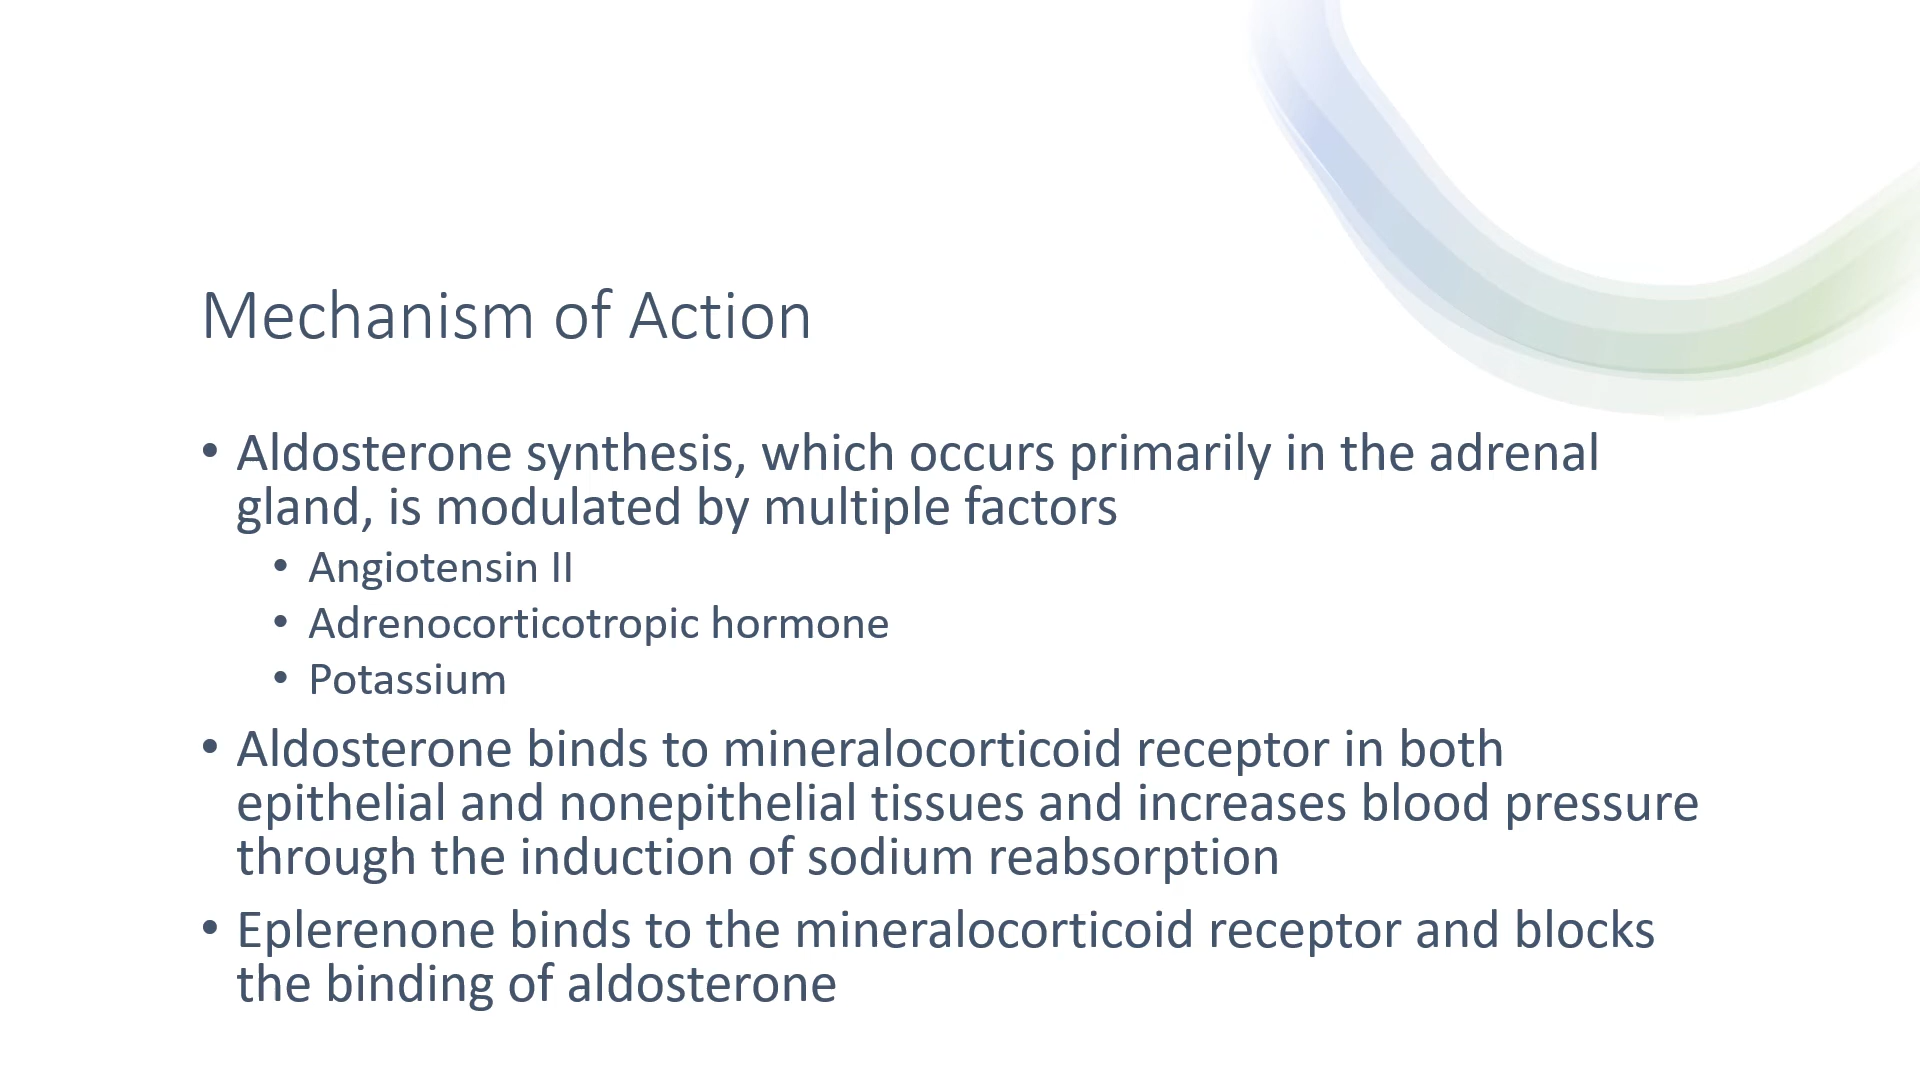 Mechanism of Action
• Aldosterone synthesis, which occurs primarily in the adrenal
gland, is modulated by multiple factors
• Angiotensin II
• Adrenocorticotropic hormone
• Potassium
• Aldosterone binds to mineralocorticoid receptor in both
epithelial and nonepithelial tissues and increases blood pressure
through the induction of sodium reabsorption
• Eplerenone binds to the mineralocorticoid receptor and blocks
the binding of aldosterone